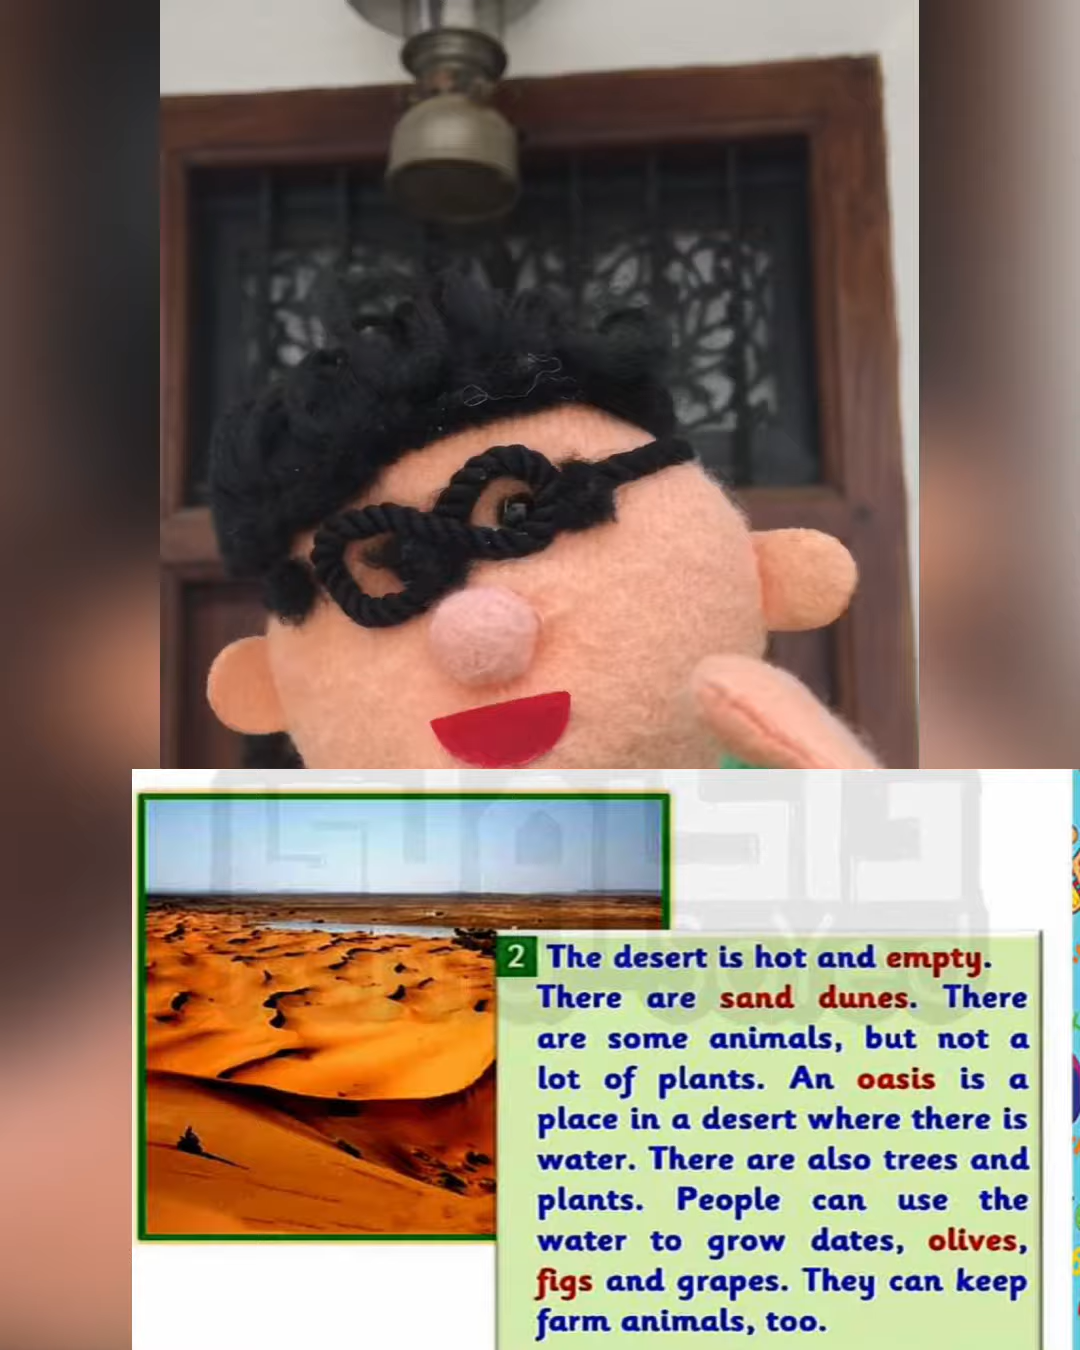 2 The desert is hot and empty.
There are sand dunes. There
are some animals, but not a
lot of plants. An oasis is a
place in a desert where there is
water. There are also trees and
plants. People can use the
water to grow dates, olives,
figs and grapes. They can keep
farm animals, too.